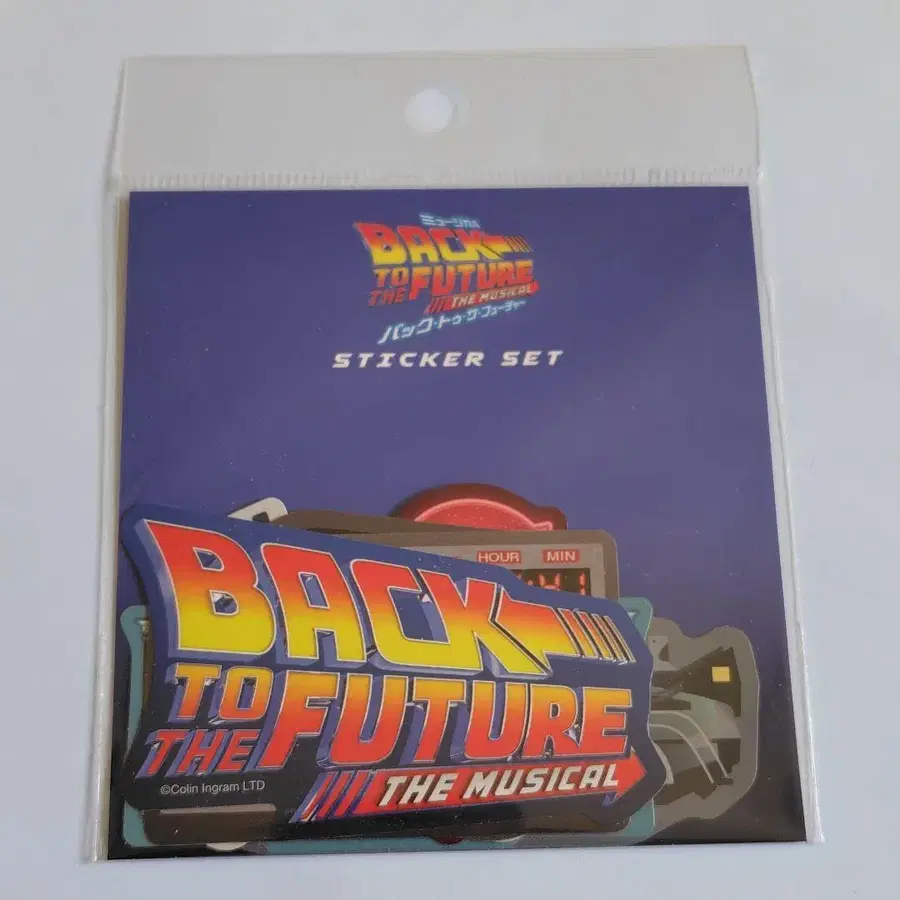 ミュージカル
BACK
TO THE FUTURE
THE MUSICAL
バック・トゥ・ザ・フューチャー
STICKER SET
HOUR MIN
BACK
TO THE FUTURE
THE MUSICAL
©Colin Ingram LTD